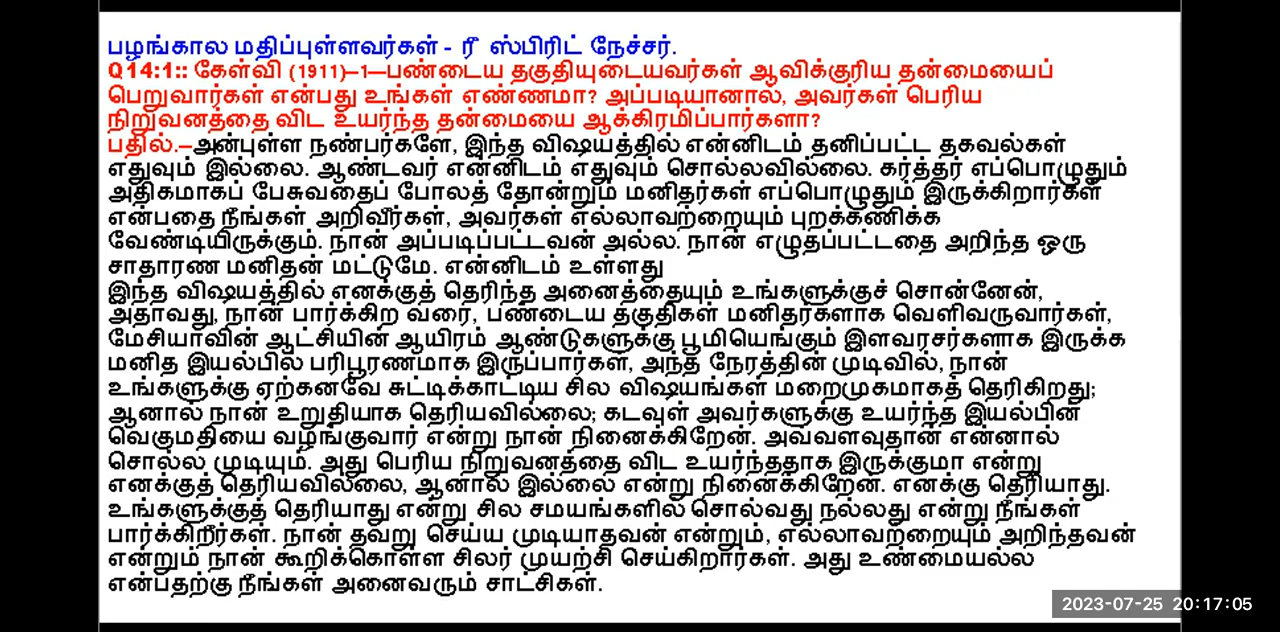 பழங்கால மதிப்புள்ளவர்கள் - ரீ ஸ்பிரிட் நேச்சர்.
Q14:1:: கேள்வி (1911)–1—பண்டைய தகுதியுடையவர்கள் ஆவிக்குரிய தன்மையைப்
பெறுவார்கள் என்பது உங்கள் எண்ணமா? அப்படியானால், அவர்கள் பெரிய
நிறுவனத்தை விட உயர்ந்த தன்மையை ஆக்கிரமிப்பார்களா?
பதில்.–அன்புள்ள நண்பர்களே, இந்த விஷயத்தில் என்னிடம் தனிப்பட்ட தகவல்கள்
எதுவும் இல்லை. ஆண்டவர் என்னிடம் எதுவும் சொல்லவில்லை. கர்த்தர் எப்பொழுதும்
அதிகமாகப் பேசுவதைப் போலத் தோன்றும் மனிதர்கள் எப்பொழுதும் இருக்கிறார்கள்
என்பதை நீங்கள் அறிவீர்கள், அவர்கள் எல்லாவற்றையும் புறக்கணிக்க
வேண்டியிருக்கும். நான் அப்படிப்பட்டவன் அல்ல. நான் எழுதப்பட்டதை அறிந்த ஒரு
சாதாரண மனிதன் மட்டுமே. என்னிடம் உள்ளது
இந்த விஷயத்தில் எனக்குத் தெரிந்த அனைத்தையும் உங்களுக்குச் சொன்னேன்,
அதாவது, நான் பார்க்கிற வரை, பண்டைய தகுதிகள் மனிதர்களாக வெளிவருவார்கள்,
மேசியாவின் ஆட்சியின் ஆயிரம் ஆண்டுகளுக்கு பூமியெங்கும் இளவரசர்களாக இருக்க
மனித இயல்பில் பரிபூரணமாக இருப்பார்கள், அந்த நேரத்தின் முடிவில், நான்
உங்களுக்கு ஏற்கனவே சுட்டிக்காட்டிய சில விஷயங்கள் மறைமுகமாகத் தெரிகிறது;
ஆனால் நான் உறுதியாக தெரியவில்லை; கடவுள் அவர்களுக்கு உயர்ந்த இயல்பின்
வெகுமதியை வழங்குவார் என்று நான் நினைக்கிறேன். அவ்வளவுதான் என்னால்
சொல்ல முடியும். அது பெரிய நிறுவனத்தை விட உயர்ந்ததாக இருக்குமா என்று
எனக்குத் தெரியவில்லை, ஆனால் இல்லை என்று நினைக்கிறேன். எனக்கு தெரியாது.
உங்களுக்குத் தெரியாது என்று சில சமயங்களில் சொல்வது நல்லது என்று நீங்கள்
பார்க்கிறீர்கள். நான் தவறு செய்ய முடியாதவன் என்றும், எல்லாவற்றையும் அறிந்தவன்
என்றும் நான் கூறிக்கொள்ள சிலர் முயற்சி செய்கிறார்கள். அது உண்மையல்ல
என்பதற்கு நீங்கள் அனைவரும் சாட்சிகள்.
2023-07-25 20:17:05